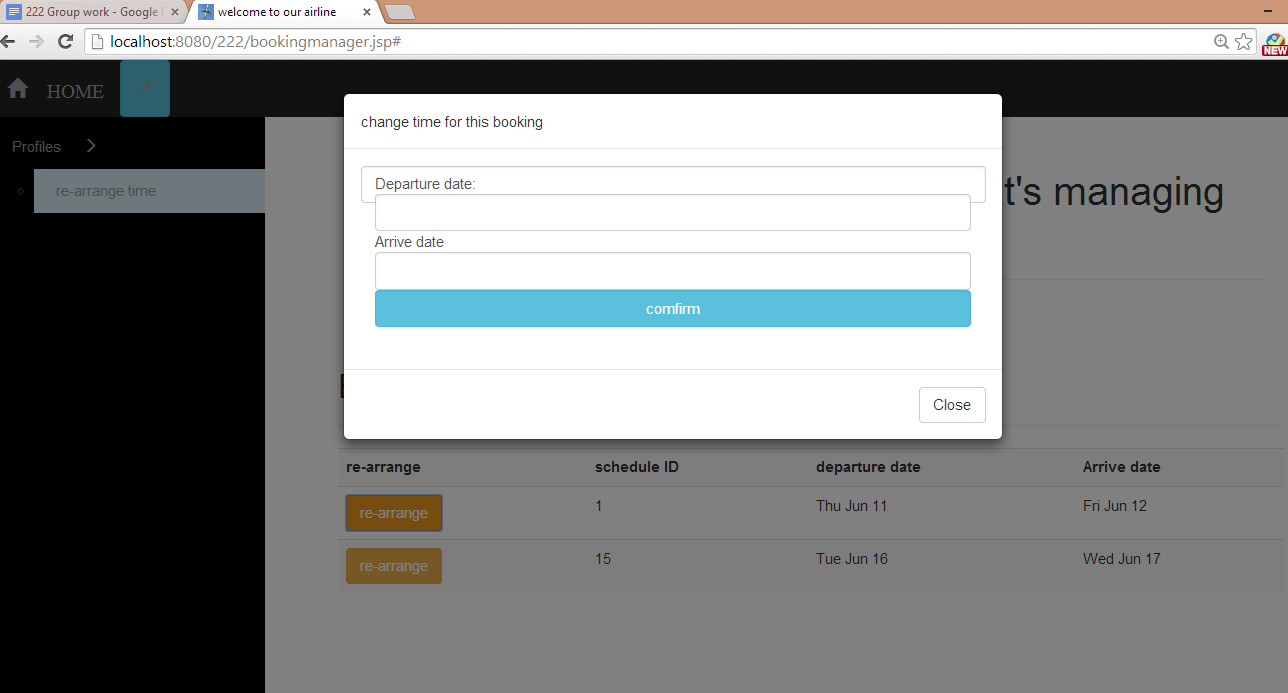 222 Group work - Google
welcome to our airline
localhost:8080/222/bookingmanager.jsp#
NEW
HOME
Profiles
re-arrange time
change time for this booking
Departure date:
t's managing
Arrive date
comfirm
Close
re-arrange schedule ID departure date Arrive date
re-arrange 1 Thu Jun 11 Fri Jun 12
re-arrange 15 Tue Jun 16 Wed Jun 17